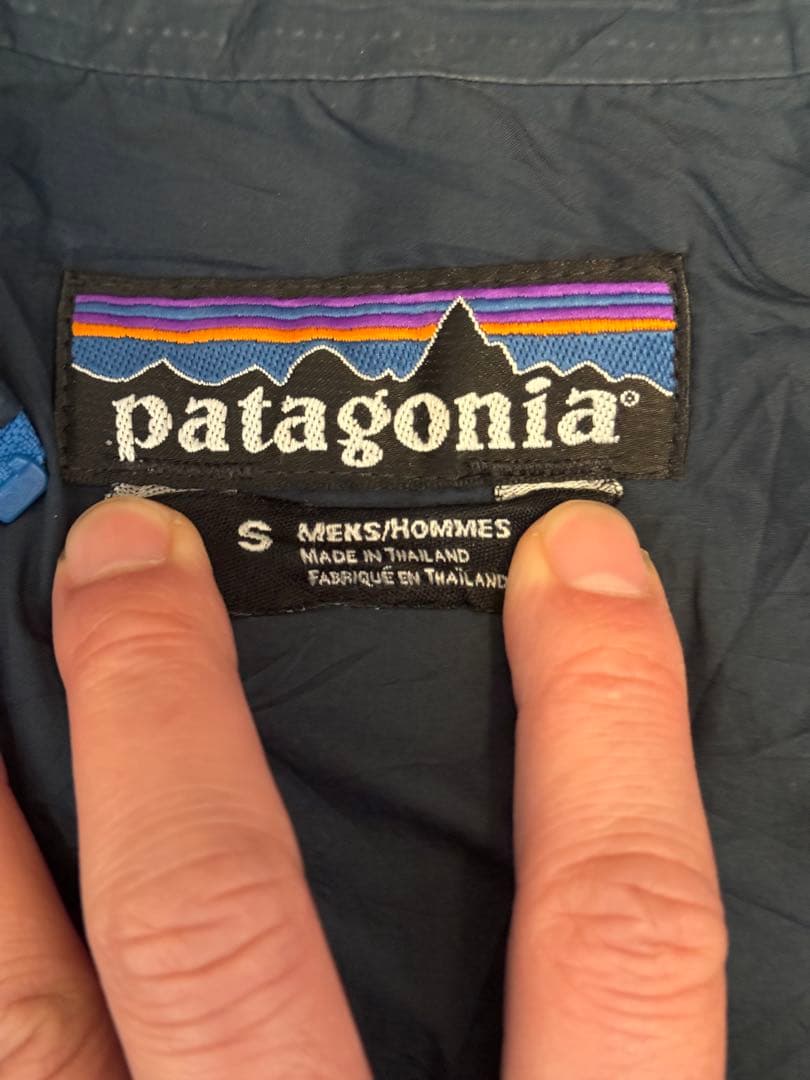 patagonia®
S MENS/HOMMES
MADE IN THAILAND
FABRIQUÉ EN THAÏLAND